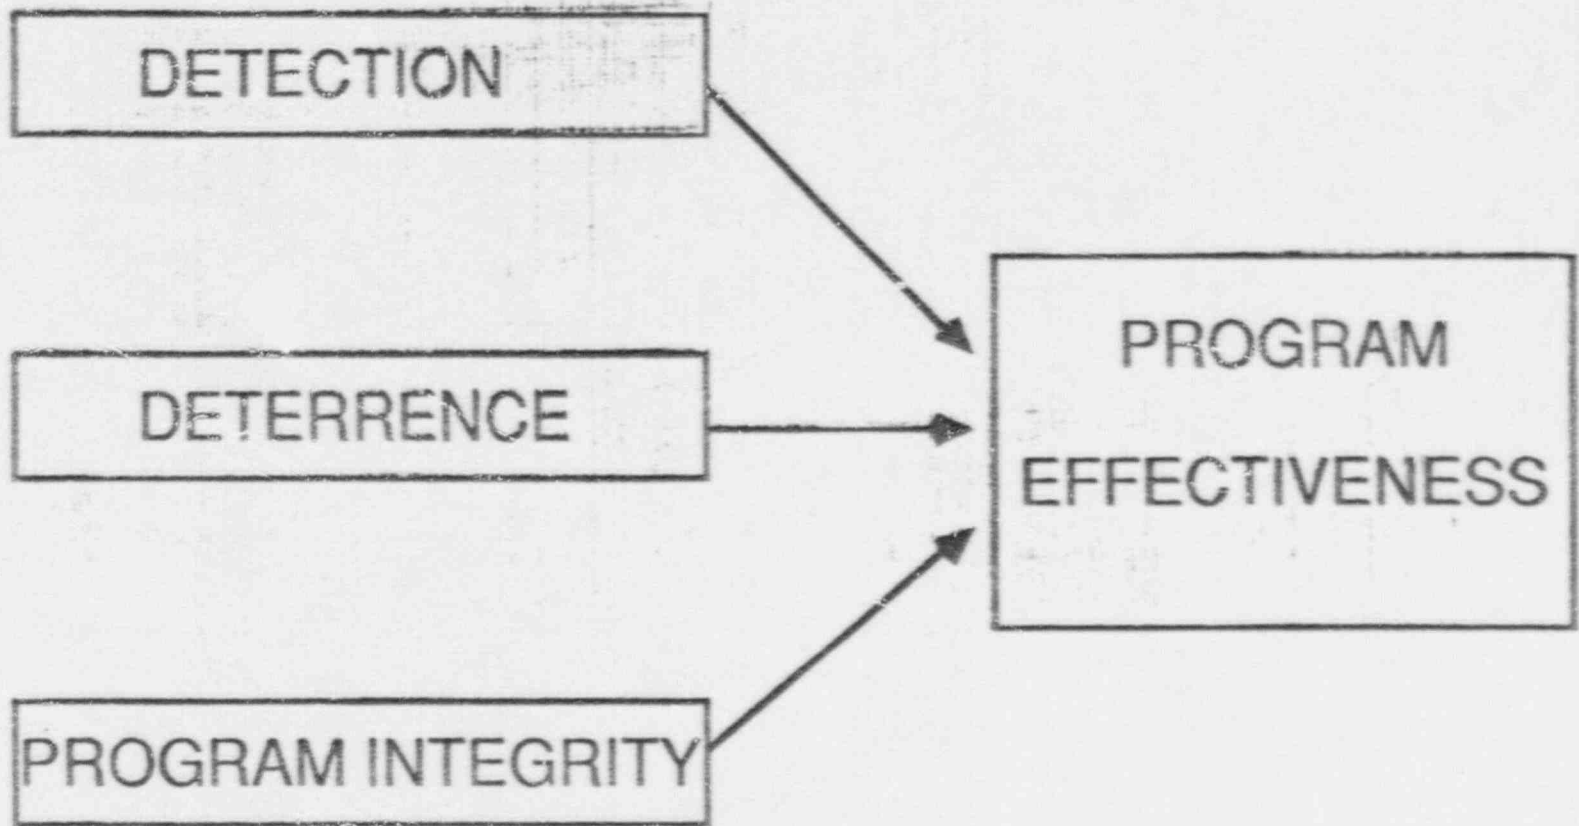 DETECTION
DETERRENCE
PROGRAM INTEGRITY
PROGRAM
EFFECTIVENESS